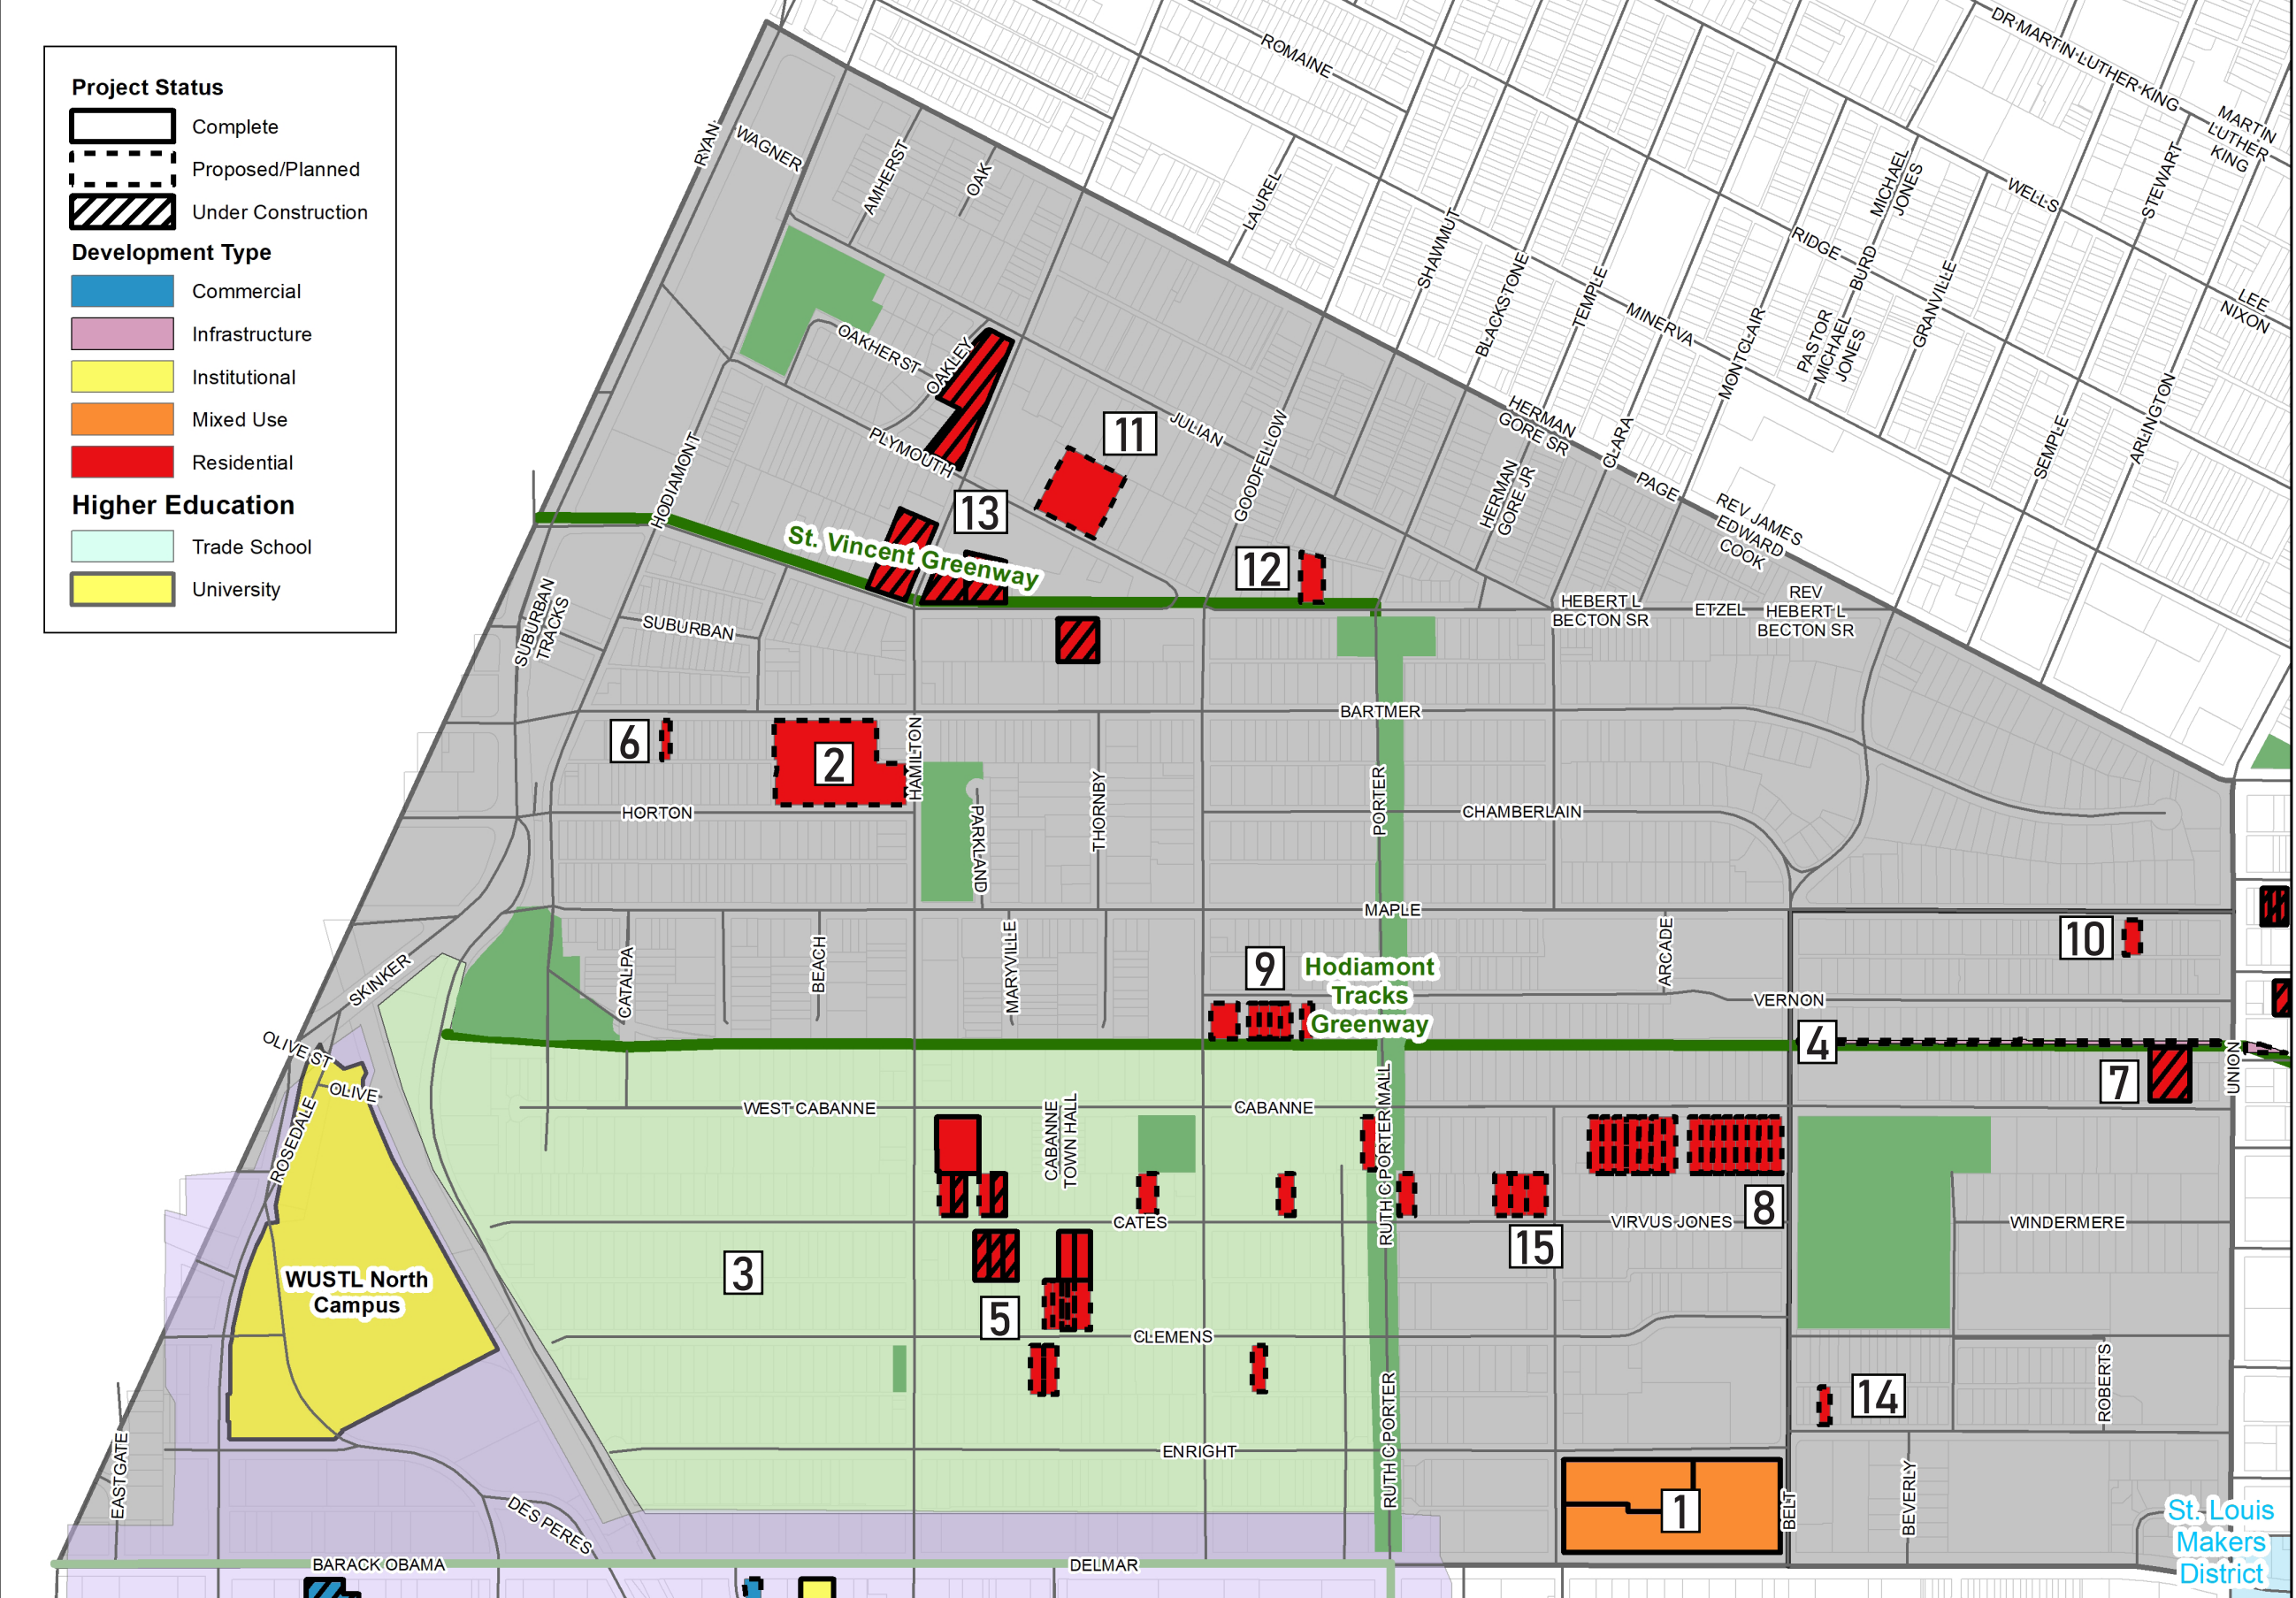 Project Status
Complete
Proposed/Planned
Under Construction
Development Type
Commercial
Infrastructure
Institutional
Mixed Use
Residential
Higher Education
Trade School
University
ROMAINE
DR MARTIN LUTHER KING
MARTIN
LUTHER
KING
RYAN
WAGNER
AMHERST
OAK
LAUREL
SHAWMUT
BLACKSTONE
TEMPLE
MICHAEL
JONES
WELLS
STEWART
RIDGE
BURD
GRANVILLE
LEE
NIXON
MINERVA
MONTCLAIR
PASTOR
MICHAEL
JONES
OAKHERST
OAKLEY
PLYMOUTH
11
JULIAN
GOODFELLOW
HERMAN
GORE SR
CLARA
SEMPLE
ARLINGTON
HODIAMONT
13
HERMAN
GORE JR
PAGE
REV JAMES
EDWARD
COOK
St. Vincent Greenway
12
SUBURBAN
TRACKS
SUBURBAN
HEBERT L
BECTON SR
ETZEL
REV
HEBERT L
BECTON SR
BARTMER
6
2
HAMILTON
HORTON
PARKLAND
THORNBY
PORTER
CHAMBERLAIN
MAPLE
SKINKER
CATALPA
BEACH
MARYVILLE
9
Hodiamont
Tracks
Greenway
ARCADE
10
VERNON
4
7
UNION
OLIVE ST
OLIVE
ROSEDALE
WEST CABANNE
CABANNE
TOWN HALL
CABANNE
RUTH C PORTER MALL
CATES
VIRVUS JONES
8
WINDERMERE
WUSTL North
Campus
3
15
5
CLEMENS
14
ROBERTS
EASTGATE
ENRIGHT
RUTH C PORTER
1
BELT
BEVERLY
DES PERES
St. Louis
Makers
District
BARACK OBAMA
DELMAR